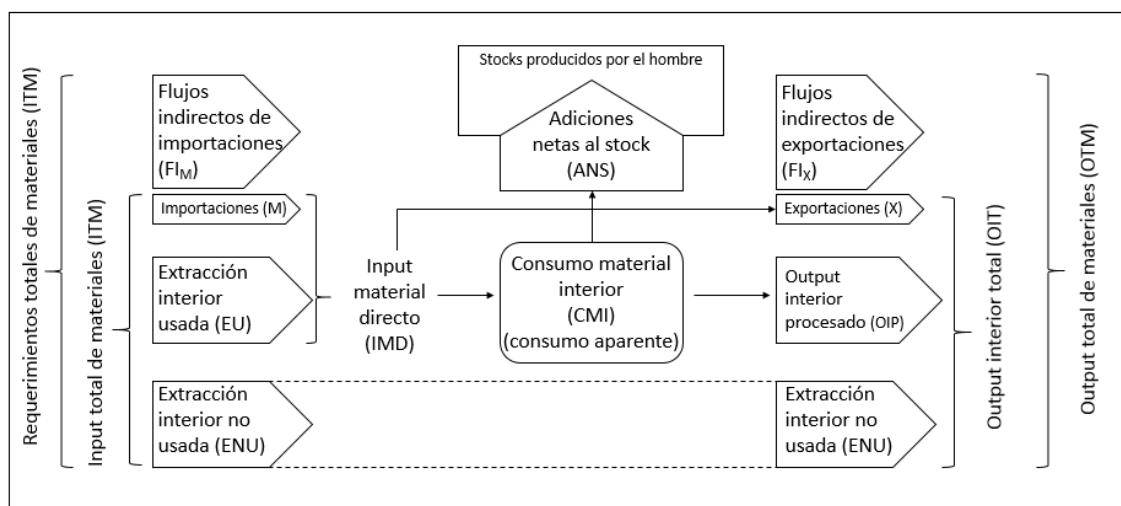 Requerimientos totales de materiales (ITM)
Input total de materiales (ITM)
Flujos
indirectos de
importaciones
(FIM)
Importaciones (M)
Extracción
interior
usada (EU)
Extracción
interior no
usada (ENU)
Input
material
directo
(IMD)
Stocks producidos por el hombre
Adiciones
netas al stock
(ANS)
Consumo material
interior
(CMI)
(consumo aparente)
Flujos
indirectos de
exportaciones
(FIX)
Exportaciones (X)
Output
interior
procesado (OIP)
Extracción
interior no
usada (ENU)
Output interior total (OIT)
Output total de materiales (OTM)